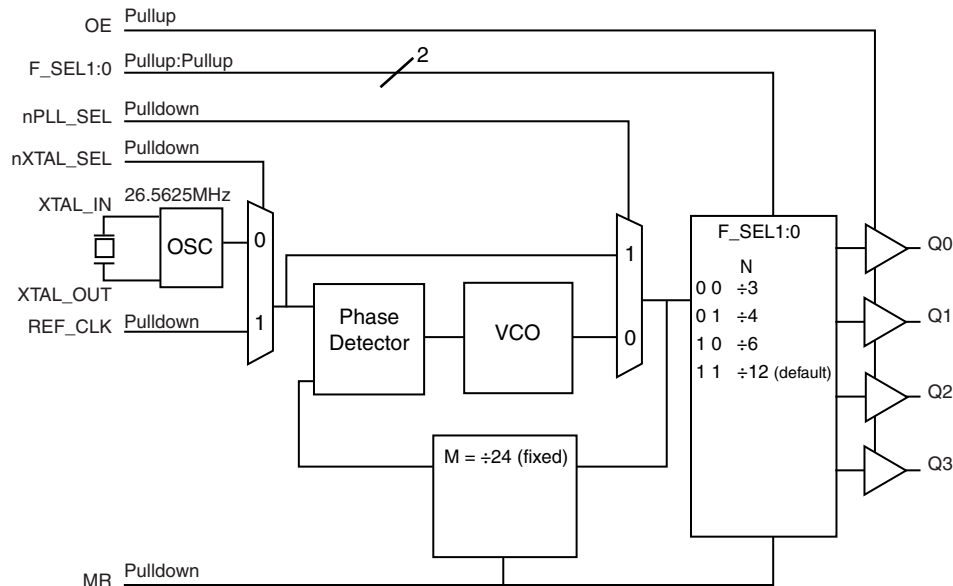 OE Pullup
F_SEL1:0 Pullup:Pullup 2
nPLL_SEL Pulldown
nXTAL_SEL Pulldown
XTAL_IN 26.5625MHz
OSC
XTAL_OUT
REF_CLK Pulldown
0
1
Phase
Detector
VCO
1
0
M = ÷24 (fixed)
F_SEL1:0
N
0 0 ÷3
0 1 ÷4
1 0 ÷6
1 1 ÷12 (default)
Q0
Q1
Q2
Q3
MR Pulldown